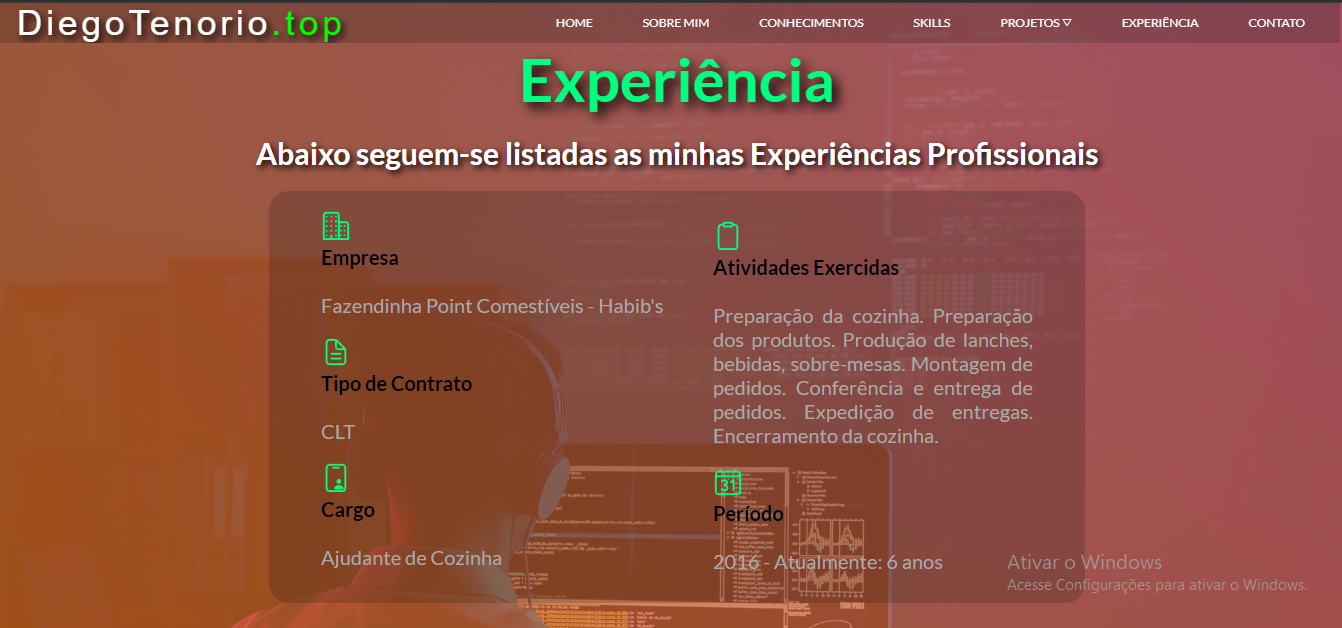 DiegoTenorio.top
HOME SOBRE MIM CONHECIMENTOS SKILLS PROJETOS ▽ EXPERIÊNCIA CONTATO
Experiência
Abaixo seguem-se listadas as minhas Experiências Profissionais
Empresa
Fazendinha Point Comestíveis - Habib's
Tipo de Contrato
CLT
Cargo
Ajudante de Cozinha
Atividades Exercidas
Preparação da cozinha. Preparação
dos produtos. Produção de lanches,
bebidas, sobre-mesas. Montagem de
pedidos. Conferência e entrega de
pedidos. Expedição de entregas.
Encerramento da cozinha.
31
Período
2016 - Atualmente: 6 anos
Ativar o Windows
Acesse Configurações para ativar o Windows.